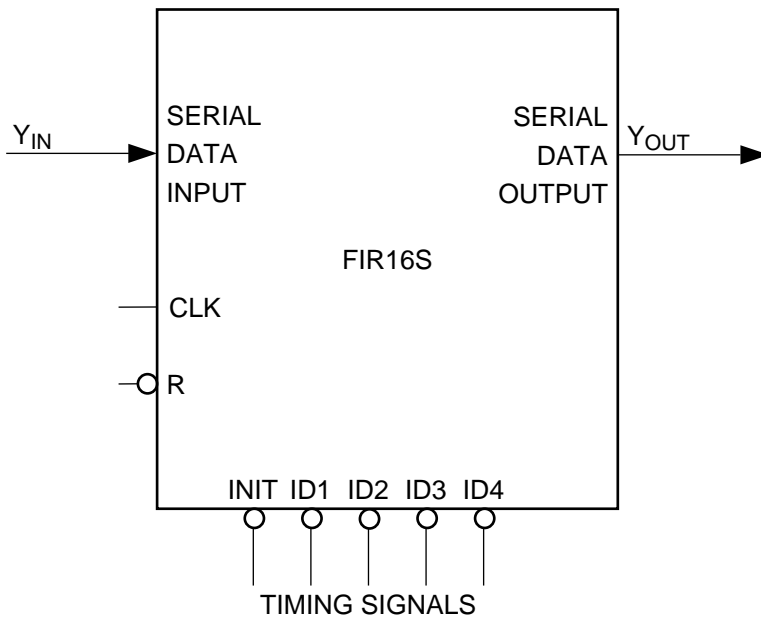 SERIAL
DATA
INPUT
SERIAL
DATA
OUTPUT
YIN
YOUT
FIR16S
CLK
R
INIT ID1 ID2 ID3 ID4
TIMING SIGNALS